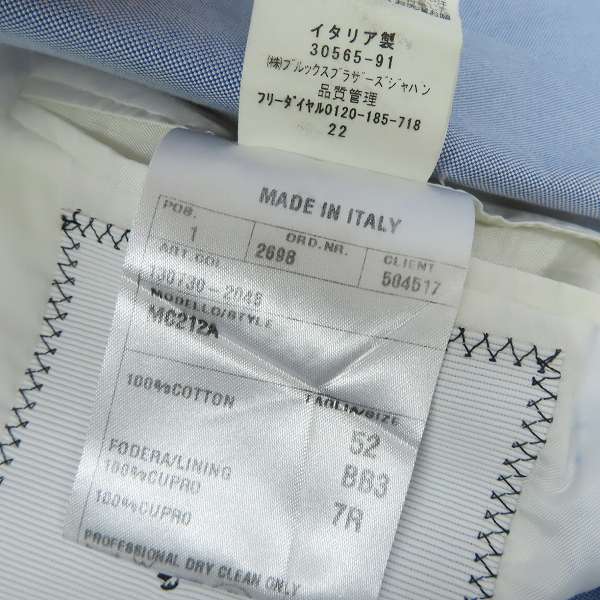 イタリア製
30565-91
㈱ブルックスブラザーズジャパン
品質管理
フリーダイヤル0120-185-718
22
MADE IN ITALY
POS. ORD.NR. CLIENT
1 2698 504517
ART.COL
130730-2048
MODELLO/STYLE
MC212A
TAGLIA/SIZE
100%COTTON 52
FODERA/LINING BB3
100%CUPRO 7R
100%CUPRO
PROFESSIONAL DRY CLEAN ONLY